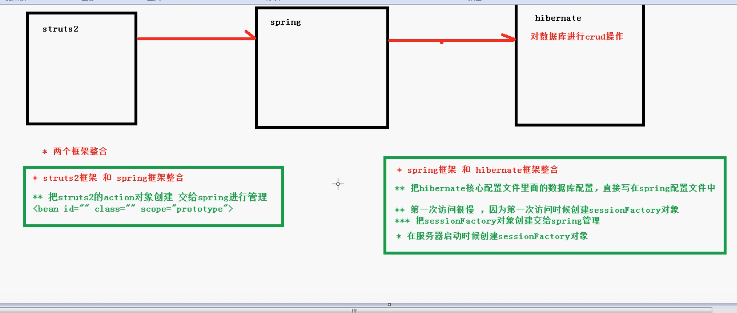 struts2
spring
hibernate
对数据库进行crud操作
* 两个框架整合
* struts2框架 和 spring框架整合
** 把struts2的action对象创建 交给spring进行管理
<bean id="" class="" scope="prototype">
* spring框架 和 hibernate框架整合
** 把hibernate核心配置文件里面的数据库配置，直接写在spring配置文件中
** 第一次访问很慢 ，因为第一次访问时候创建sessionFactory对象
*** 把sessionFactory对象创建交给spring管理
* 在服务器启动时候创建sessionFactory对象